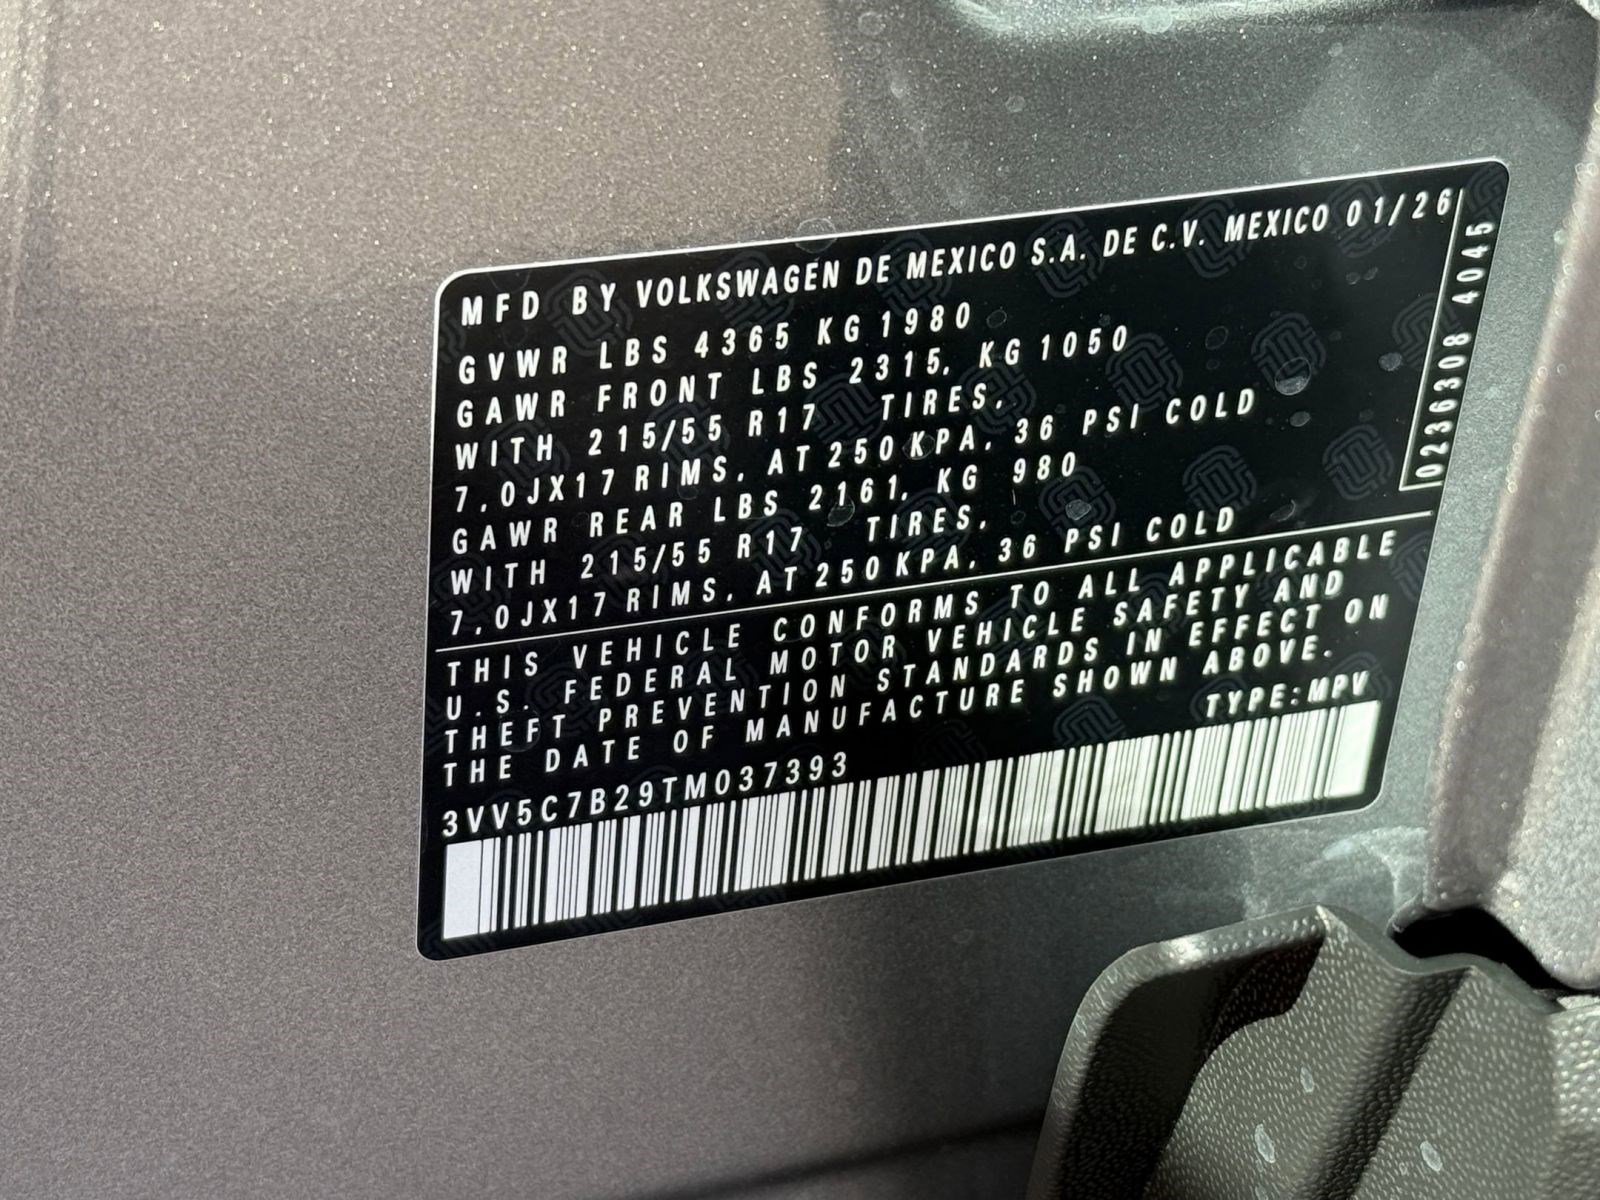 MFD BY VOLKSWAGEN DE MEXICO S.A. DE C.V. MEXICO 01/26
GVWR LBS 4365 KG 1980
GAWR FRONT LBS 2315, KG 1050
WITH 215/55 R17 TIRES,
7,0JX17 RIMS, AT 250 KPA, 36 PSI COLD
GAWR REAR LBS 2161, KG 980
WITH 215/55 R17 TIRES,
7,0JX17 RIMS, AT 250 KPA, 36 PSI COLD
0236308 4045
THIS VEHICLE CONFORMS TO ALL APPLICABLE
U.S. FEDERAL MOTOR VEHICLE SAFETY AND
THEFT PREVENTION STANDARDS IN EFFECT ON
THE DATE OF MANUFACTURE SHOWN ABOVE.
TYPE:MPV
3VV5C7B29TM037393